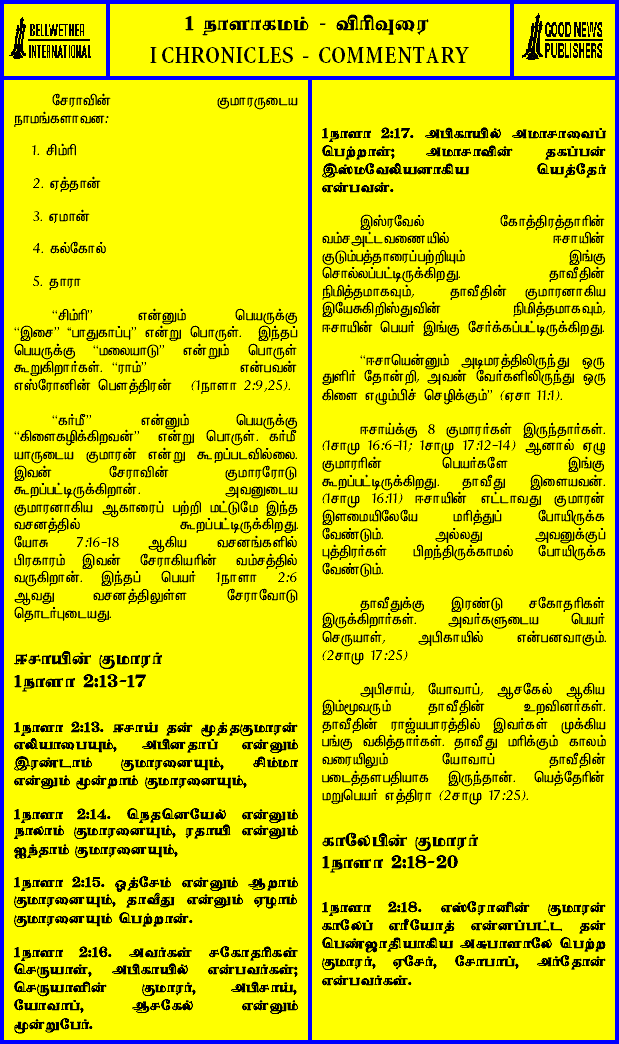 BELLWETHER
INTERNATIONAL
1 நாளாகமம் - விரிவுரை
I CHRONICLES - COMMENTARY
GOOD NEWS
PUBLISHERS
சேராவின் குமாரருடைய
நாமங்களாவன:
1. சிம்ரி
2. ஏத்தான்
3. ஏமான்
4. கல்கோல்
5. தாரா
“சிம்ரி” என்னும் பெயருக்கு
“இசை” “பாதுகாப்பு” என்று பொருள். இந்தப்
பெயருக்கு “மலையாடு” என்றும் பொருள்
கூறுகிறார்கள். “ராம்” என்பவன்
எஸ்ரோனின் பௌத்திரன் (1நாளா 2:9,25).
“கர்மீ” என்னும் பெயருக்கு
“கிளைகழிக்கிறவன்” என்று பொருள். கர்மீ
யாருடைய குமாரன் என்று கூறப்படவில்லை.
இவன் சேராவின் குமாரரோடு
கூறப்பட்டிருக்கிறான். அவனுடைய
குமாரனாகிய ஆகாரைப் பற்றி மட்டுமே இந்த
வசனத்தில் கூறப்பட்டிருக்கிறது.
யோசு 7:16-18 ஆகிய வசனங்களில்
பிரகாரம் இவன் சேராகியரின் வம்சத்தில்
வருகிறான். இந்தப் பெயர் 1நாளா 2:6
ஆவது வசனத்திலுள்ள சேராவோடு
தொடர்புடையது.
ஈசாயின் குமாரர்
1நாளா 2:13-17
1நாளா 2:13. ஈசாய் தன் மூத்தகுமாரன்
எலியாபையும், அபினதாப் என்னும்
இரண்டாம் குமாரனையும், சிம்மா
என்னும் மூன்றாம் குமாரனையும்,
1நாளா 2:14. நெதனெயேல் என்னும்
நாலாம் குமாரனையும், ரதாயி என்னும்
ஐந்தாம் குமாரனையும்,
1நாளா 2:15. ஓத்சேம் என்னும் ஆறாம்
குமாரனையும், தாவீது என்னும் ஏழாம்
குமாரனையும் பெற்றான்.
1நாளா 2:16. அவர்கள் சகோதரிகள்
செருயாள், அபிகாயில் என்பவர்கள்;
செருயாளின் குமாரர், அபிசாய்,
யோவாப், ஆசகேல் என்னும்
மூன்றுபேர்.
1நாளா 2:17. அபிகாயில் அமாசாவைப்
பெற்றாள்; அமாசாவின் தகப்பன்
இஸ்மவேலியனாகிய யெத்தேர்
என்பவன்.
இஸ்ரவேல் கோத்திரத்தாரின்
வம்சஅட்டவணையில் ஈசாயின்
குடும்பத்தாரைப்பற்றியும் இங்கு
சொல்லப்பட்டிருக்கிறது. தாவீதின்
நிமித்தமாகவும், தாவீதின் குமாரனாகிய
இயேசுகிறிஸ்துவின் நிமித்தமாகவும்,
ஈசாயின் பெயர் இங்கு சேர்க்கப்பட்டிருக்கிறது.
“ஈசாயென்னும் அடிமரத்திலிருந்து ஒரு
துளிர் தோன்றி, அவன் வேர்களிலிருந்து ஒரு
கிளை எழும்பிச் செழிக்கும்” (ஏசா 11:1).
ஈசாய்க்கு 8 குமாரர்கள் இருந்தார்கள்.
(1சாமு 16:6-11; 1சாமு 17:12-14) ஆனால் ஏழு
குமாரரின் பெயர்களே இங்கு
கூறப்பட்டிருக்கிறது. தாவீது இளையவன்.
(1சாமு 16:11) ஈசாயின் எட்டாவது குமாரன்
இளமையிலேயே மரித்துப் போயிருக்க
வேண்டும். அல்லது அவனுக்குப்
புத்திரர்கள் பிறந்திருக்காமல் போயிருக்க
வேண்டும்.
தாவீதுக்கு இரண்டு சகோதரிகள்
இருக்கிறார்கள். அவர்களுடைய பெயர்
செருயாள், அபிகாயில் என்பனவாகும்.
(2சாமு 17:25)
அபிசாய், யோவாப், ஆசகேல் ஆகிய
இம்மூவரும் தாவீதின் உறவினர்கள்.
தாவீதின் ராஜ்யபாரத்தில் இவர்கள் முக்கிய
பங்கு வகித்தார்கள். தாவீது மரிக்கும் காலம்
வரையிலும் யோவாப் தாவீதின்
படைத்தளபதியாக இருந்தான். யெத்தேரின்
மறுபெயர் எத்திரா (2சாமு 17:25).
காலேபின் குமாரர்
1நாளா 2:18-20
1நாளா 2:18. எஸ்ரோனின் குமாரன்
காலேப் எரீயோத் என்னப்பட்ட தன்
பெண்ஜாதியாகிய அசுபாளாலே பெற்ற
குமாரர், ஏசேர், சோபாப், அர்தோன்
என்பவர்கள்.